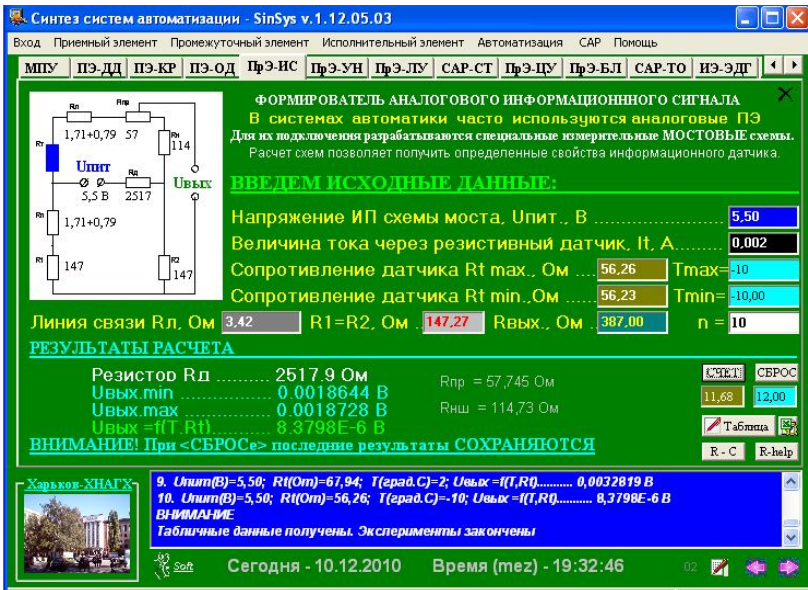 Синтез систем автоматизации - SinSys v.1.12.05.03
Вход Приемный элемент Промежуточный элемент Исполнительный элемент Автоматизация САР Помощь
МПУ ПЭ-ДД ПЭ-КР ПЭ-ОД ПрЭ-ИС ПрЭ-УН ПрЭ-ЛУ САР-СТ ПрЭ-ЦУ ПрЭ-БЛ САР-ТО ИЭ-ЭДГ
ФОРМИРОВАТЕЛЬ АНАЛОГОВОГО ИНФОРМАЦИОНННОГО СИГНАЛА
В системах автоматики часто используются аналоговые ПЭ
Для их подключения разрабатываются специальные измерительные МОСТОВЫЕ схемы.
Расчет схем позволяет получить определенные свойства информационного датчика.
Rл Rпр
1,71+0,79 57
Rн
114
Rт
Uпит
Rд
Uвых
5,5 В 2517
Rл
1,71+0,79
R1
147
R2
147
ВВЕДЕМ ИСХОДНЫЕ ДАННЫЕ:
Напряжение ИП схемы моста, Uпит., В 5,50
Величина тока через резистивный датчик, It, А 0,002
Сопротивление датчика Rt max., Ом 56,26 Tmax= -10
Сопротивление датчика Rt min.,Ом 56,23 Tmin= -10,00
Линия связи Rл, Ом 3,42 R1=R2, Ом 147,27 Rвых., Ом 387,00 n = 10
РЕЗУЛЬТАТЫ РАСЧЕТА
Резистор Rд 2517.9 Ом
Uвых.min 0.0018644 В
Uвых.max 0.0018728 В
Uвых =f(T,Rt) 8.3798E-6 В
Rпр = 57,745 Ом
Rнш = 114,73 Ом
СЧЕТ СБРОС
11,68 12,00
Таблица
R - C R-help
ВНИМАНИЕ! При <СБРОСе> последние результаты СОХРАНЯЮТСЯ
Харьков-ХНАГХ
9. Uпит(В)=5,50; Rt(Ом)=67,94; T(град.С)=2; Uвых =f(T,Rt)........... 0,0032819 В
10. Uпит(В)=5,50; Rt(Ом)=56,26; T(град.С)=-10; Uвых =f(T,Rt)........... 8,3798E-6 В
ВНИМАНИЕ
Табличные данные получены. Эксперименты закончены
Soft Сегодня - 10.12.2010 Время (mez) - 19:32:46 02